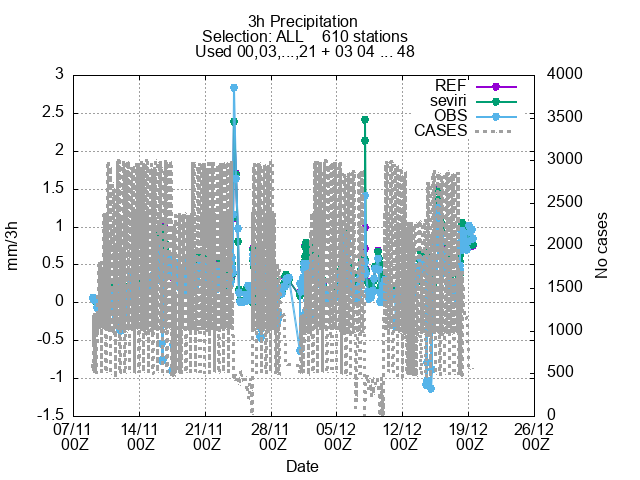 3h Precipitation
Selection: ALL 610 stations
Used 00,03,...,21 + 03 04 ... 48
REF
seviri
OBS
CASES
3
2.5
2
1.5
1
0.5
0
-0.5
-1
-1.5
mm/3h
4000
3500
3000
2500
2000
1500
1000
500
0
No cases
07/11 14/11 21/11 28/11 05/12 12/12 19/12 26/12
00Z 00Z 00Z 00Z 00Z 00Z 00Z 00Z
Date